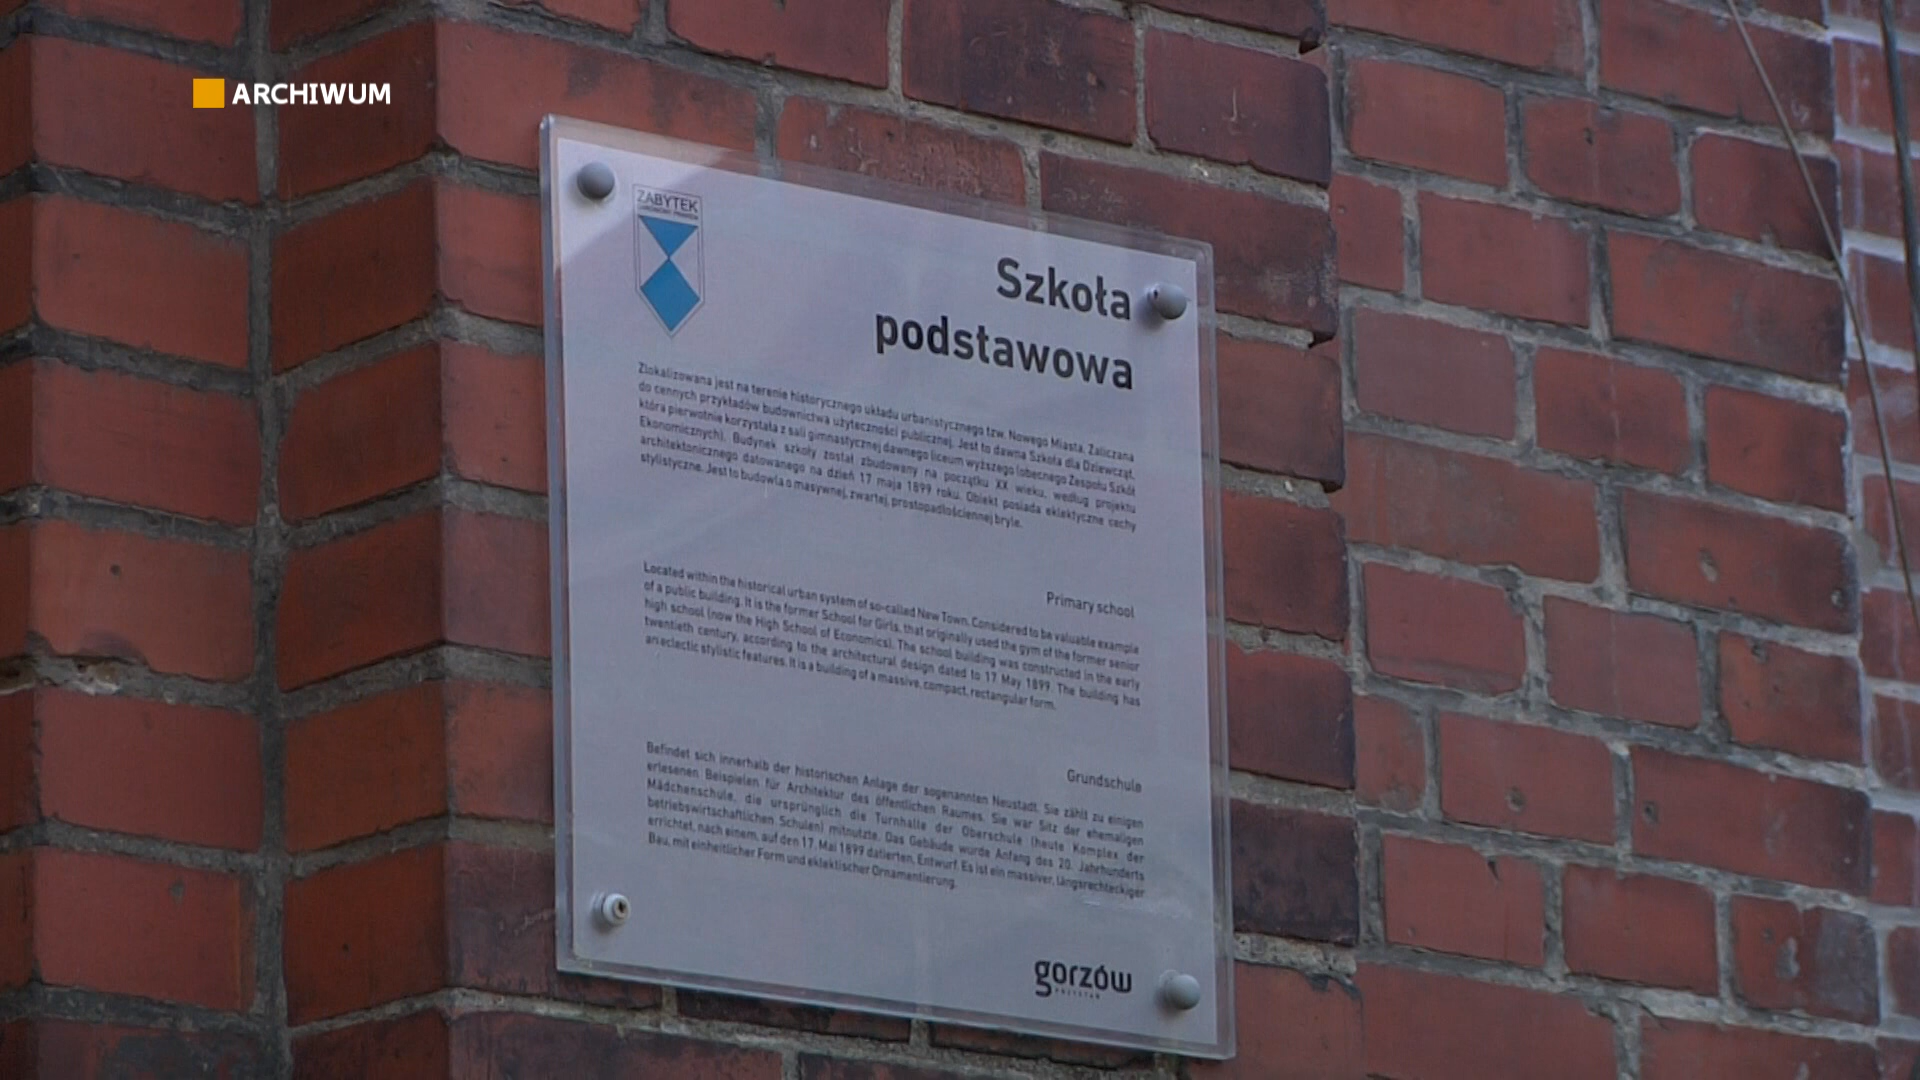 ARCHIWUM
ZABYTEK
CHRONIONY PRAWEM
Szkoła
podstawowa
Zlokalizowana jest na terenie historycznego układu urbanistycznego tzw. Nowego Miasta. Zaliczana
do cennych przykładów budownictwa użyteczności publicznej. Jest to dawna Szkoła dla Dziewcząt,
która pierwotnie korzystała z sali gimnastycznej dawnego liceum wyższego (obecnego Zespołu Szkół
Ekonomicznych). Budynek szkoły został zbudowany na początku XX wieku, według projektu
architektonicznego datowanego na dzień 17 maja 1899 roku. Obiekt posiada eklektyczne cechy
stylistyczne. Jest to budowla o masywnej, zwartej, prostopadłościennej bryle.
Primary school
Located within the historical urban system of so-called New Town. Considered to be valuable example
of a public building. It is the former School for Girls, that originally used the gym of the former senior
high school (now the High School of Economics). The school building was constructed in the early
twentieth century, according to the architectural design dated to 17 May 1899. The building has
an eclectic stylistic features. It is a building of a massive, compact, rectangular form.
Grundschule
Befindet sich innerhalb der historischen Anlage der sogenannten Neustadt. Sie zählt zu einigen
erlesenen Beispielen für Architektur des öffentlichen Raumes. Sie war Sitz der ehemaligen
Mädchenschule, die ursprünglich die Turnhalle der Oberschule (heute Komplex der
betriebswirtschaftlichen Schulen) mitnutzte. Das Gebäude wurde Anfang des 20. Jahrhunderts
errichtet, nach einem, auf den 17. Mai 1899 datierten, Entwurf. Es ist ein massiver, längsrechteckiger
Bau, mit einheitlicher Form und eklektischer Ornamentierung.
gorzów
PRZYSTAŃ